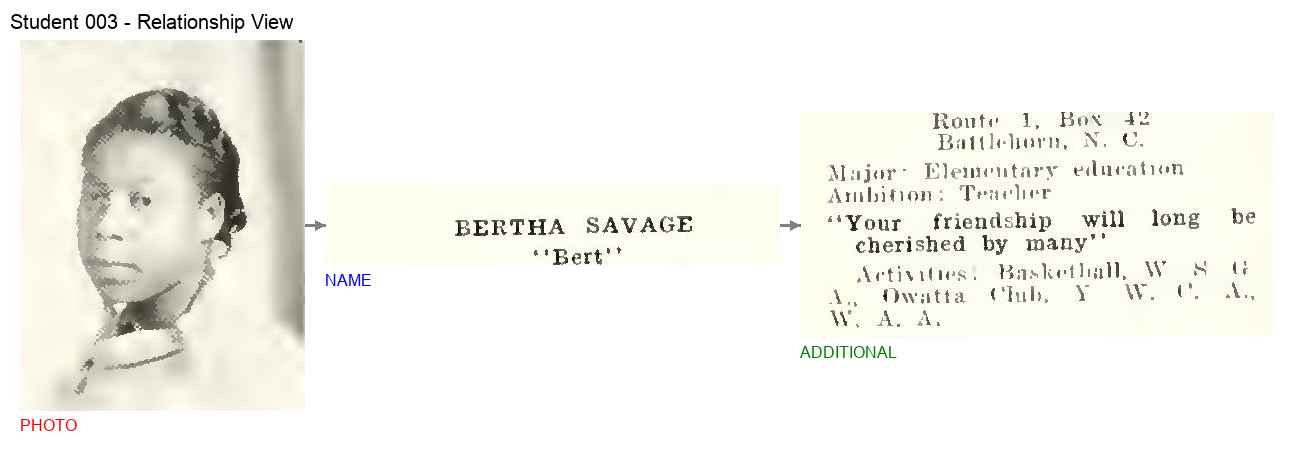 Student 003 - Relationship View
BERTHA SAVAGE
"Bert"
Route 1, Box 42
Battleborn, N. C.
Major: Elementary education
Ambition: Teacher
"Your friendship will long be
cherished by many"
Activities: Basketball, W S G
A., Owatta Club, Y W. C. A.,
W. A. A.
NAME
ADDITIONAL
PHOTO